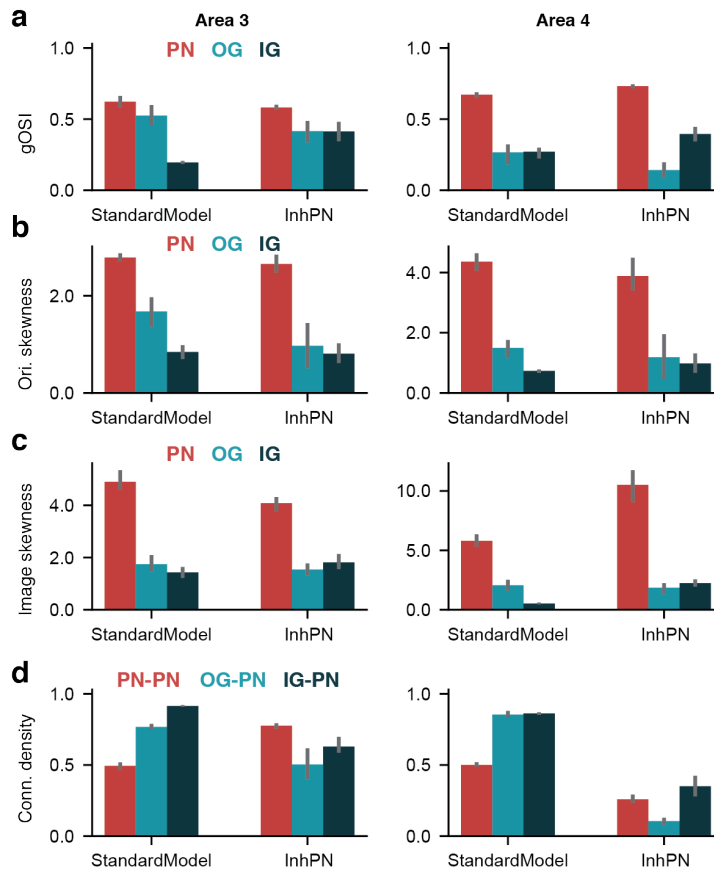 a
Area 3
Area 4
PN OG IG
gOSI
1.0
0.5
0.0
StandardModel
InhPN
1.0
0.5
0.0
StandardModel
InhPN
b
PN OG IG
Ori. skewness
2.0
0.0
StandardModel
InhPN
4.0
2.0
0.0
StandardModel
InhPN
c
PN OG IG
Image skewness
4.0
2.0
0.0
StandardModel
InhPN
10.0
5.0
0.0
StandardModel
InhPN
d
PN-PN OG-PN IG-PN
Conn. density
1.0
0.5
0.0
StandardModel
InhPN
1.0
0.5
0.0
StandardModel
InhPN